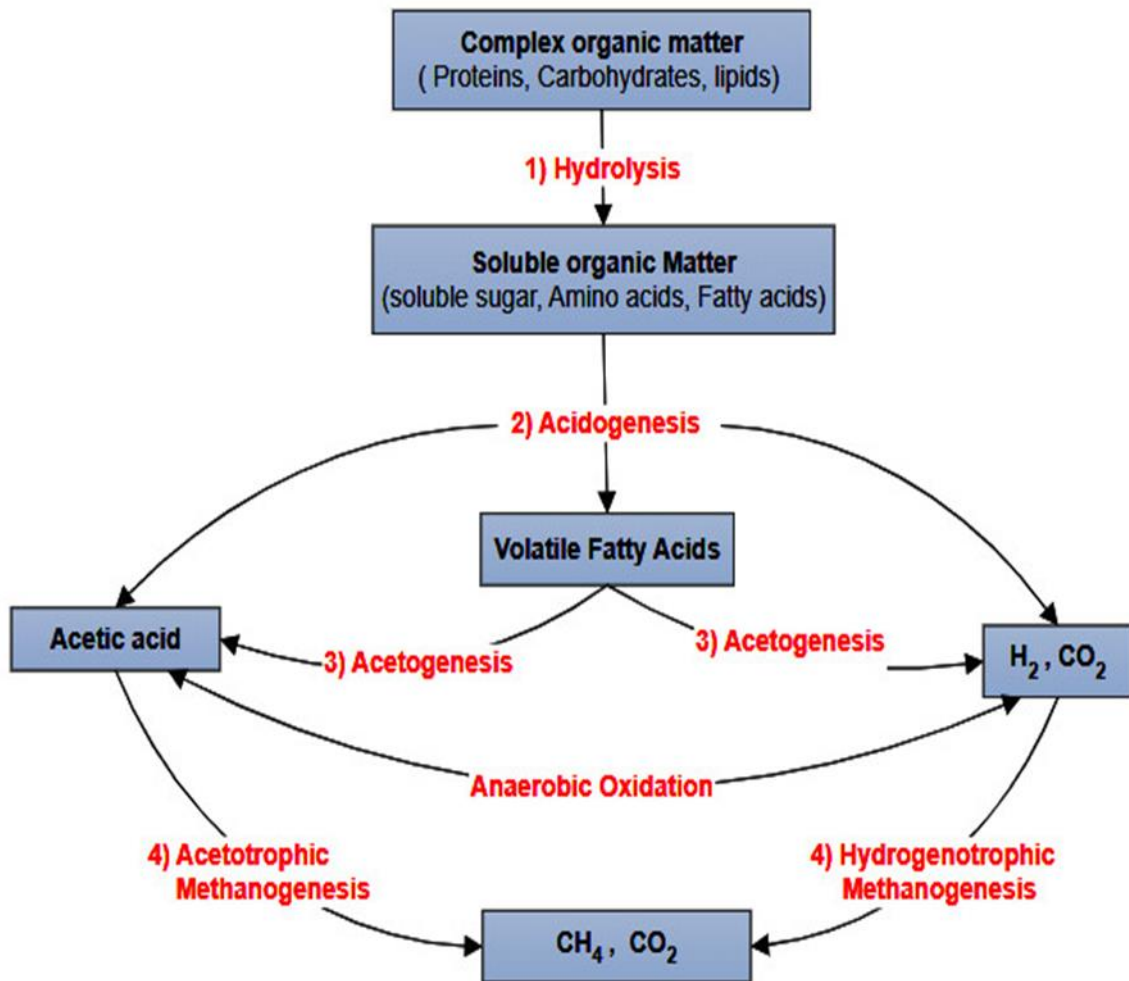 Complex organic matter
( Proteins, Carbohydrates, lipids)
1) Hydrolysis
Soluble organic Matter
(soluble sugar, Amino acids, Fatty acids)
2) Acidogenesis
Volatile Fatty Acids
Acetic acid
3) Acetogenesis
3) Acetogenesis
H₂ , CO₂
Anaerobic Oxidation
4) Acetotrophic
Methanogenesis
4) Hydrogenotrophic
Methanogenesis
CH₄ , CO₂